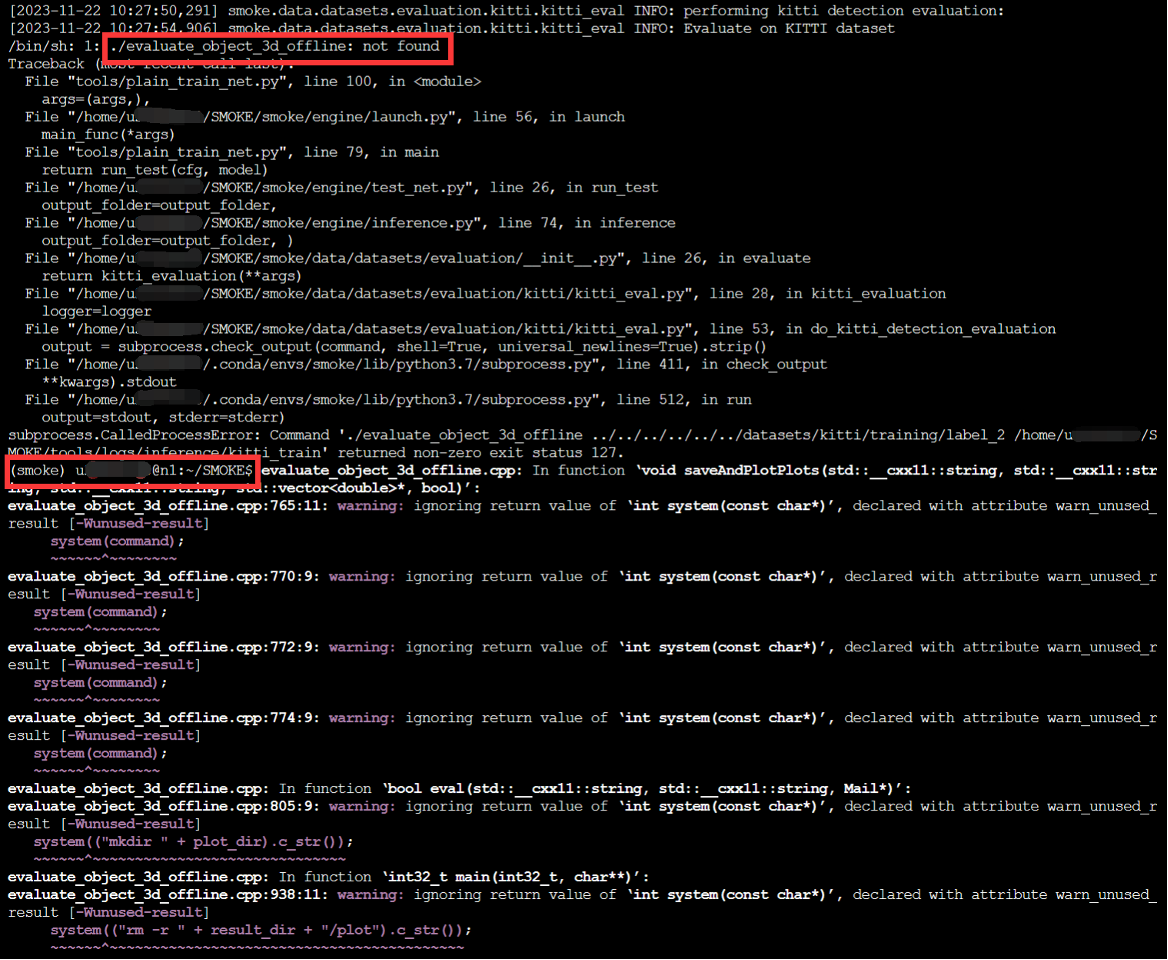 [2023-11-22 10:27:50,291] smoke.data.datasets.evaluation.kitti.kitti_eval INFO: performing kitti detection evaluation:
[2023-11-22 10:27:54,906] smoke.data.datasets.evaluation.kitti.kitti_eval INFO: Evaluate on KITTI dataset
/bin/sh: 1: ./evaluate_object_3d_offline: not found
Traceback (most recent call last):
  File "tools/plain_train_net.py", line 100, in <module>
    args=(args,),
  File "/home/u/SMOKE/smoke/engine/launch.py", line 56, in launch
    main_func(*args)
  File "tools/plain_train_net.py", line 79, in main
    return run_test(cfg, model)
  File "/home/u/SMOKE/smoke/engine/test_net.py", line 26, in run_test
    output_folder=output_folder,
  File "/home/u/SMOKE/smoke/engine/inference.py", line 74, in inference
    output_folder=output_folder, )
  File "/home/u/SMOKE/smoke/data/datasets/evaluation/__init__.py", line 26, in evaluate
    return kitti_evaluation(**args)
  File "/home/u/SMOKE/smoke/data/datasets/evaluation/kitti/kitti_eval.py", line 28, in kitti_evaluation
    logger=logger
  File "/home/u/SMOKE/smoke/data/datasets/evaluation/kitti/kitti_eval.py", line 53, in do_kitti_detection_evaluation
    output = subprocess.check_output(command, shell=True, universal_newlines=True).strip()
  File "/home/u/.conda/envs/smoke/lib/python3.7/subprocess.py", line 411, in check_output
    **kwargs).stdout
  File "/home/u/.conda/envs/smoke/lib/python3.7/subprocess.py", line 512, in run
    output=stdout, stderr=stderr)
subprocess.CalledProcessError: Command './evaluate_object_3d_offline ../../../../../../datasets/kitti/training/label_2 /home/u/S
MOKE/tools/logs/inference/kitti_train' returned non-zero exit status 127.
(smoke) u@n1:~/SMOKE$ evaluate_object_3d_offline.cpp: In function ‘void saveAndPlotPlots(std::__cxx11::string, std::__cxx11::str
ing, std::__cxx11::string, std::vector<double>*, bool)’:
evaluate_object_3d_offline.cpp:765:11: warning: ignoring return value of ‘int system(const char*)’, declared with attribute warn_unused_
result [-Wunused-result]
     system(command);
     ~~~~~~^~~~~~~~~
evaluate_object_3d_offline.cpp:770:9: warning: ignoring return value of ‘int system(const char*)’, declared with attribute warn_unused_r
esult [-Wunused-result]
   system(command);
   ~~~~~~^~~~~~~~~
evaluate_object_3d_offline.cpp:772:9: warning: ignoring return value of ‘int system(const char*)’, declared with attribute warn_unused_r
esult [-Wunused-result]
   system(command);
   ~~~~~~^~~~~~~~~
evaluate_object_3d_offline.cpp:774:9: warning: ignoring return value of ‘int system(const char*)’, declared with attribute warn_unused_r
esult [-Wunused-result]
   system(command);
   ~~~~~~^~~~~~~~~
evaluate_object_3d_offline.cpp: In function ‘bool eval(std::__cxx11::string, std::__cxx11::string, Mail*)’:
evaluate_object_3d_offline.cpp:805:9: warning: ignoring return value of ‘int system(const char*)’, declared with attribute warn_unused_r
esult [-Wunused-result]
   system(("mkdir " + plot_dir).c_str());
   ~~~~~~^~~~~~~~~~~~~~~~~~~~~~~~~~~~~~~
evaluate_object_3d_offline.cpp: In function ‘int32_t main(int32_t, char**)’:
evaluate_object_3d_offline.cpp:938:11: warning: ignoring return value of ‘int system(const char*)’, declared with attribute warn_unused_
result [-Wunused-result]
     system(("rm -r " + result_dir + "/plot").c_str());
     ~~~~~~^~~~~~~~~~~~~~~~~~~~~~~~~~~~~~~~~~~~~~~~~~~